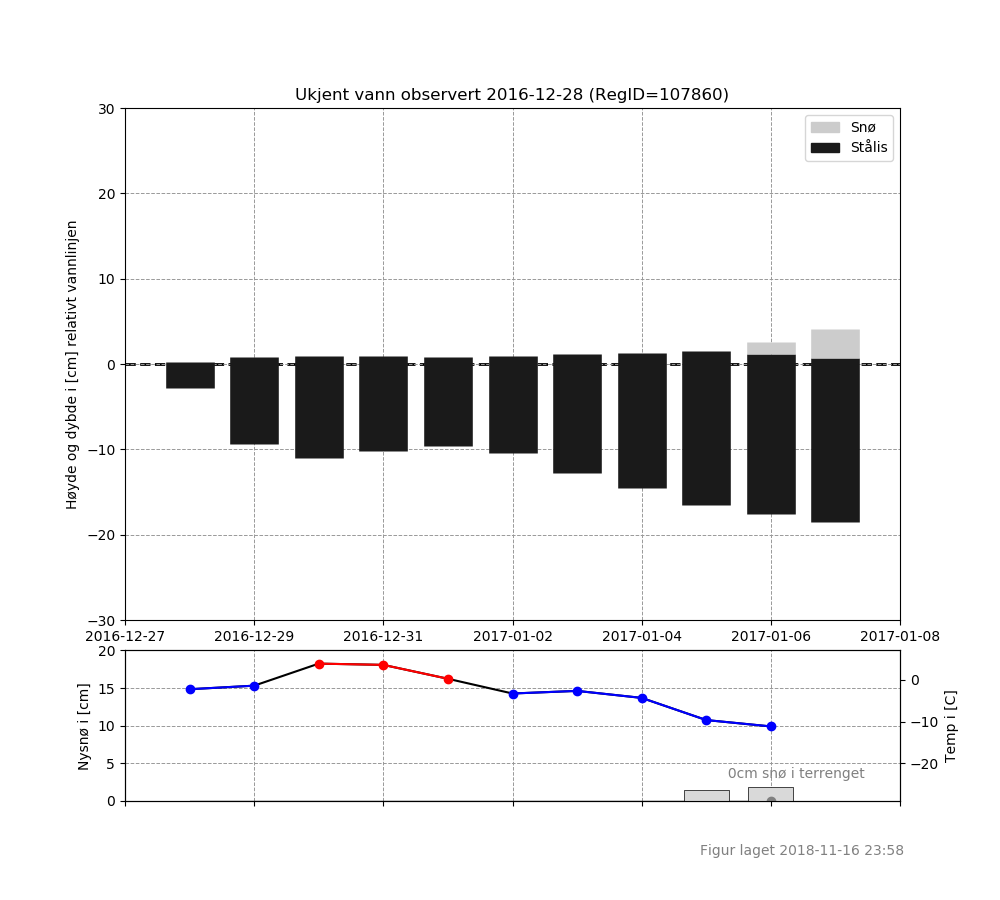 Ukjent vann observert 2016-12-28 (RegID=107860)
Snø
Stålis
Høyde og dybde i [cm] relativt vannlinjen
30
20
10
0
−10
−20
−30
2016-12-27 2016-12-29 2016-12-31 2017-01-02 2017-01-04 2017-01-06 2017-01-08
Nysnø i [cm]
20
15
10
5
0
0
−10
−20
Temp i [C]
0cm snø i terrenget
Figur laget 2018-11-16 23:58